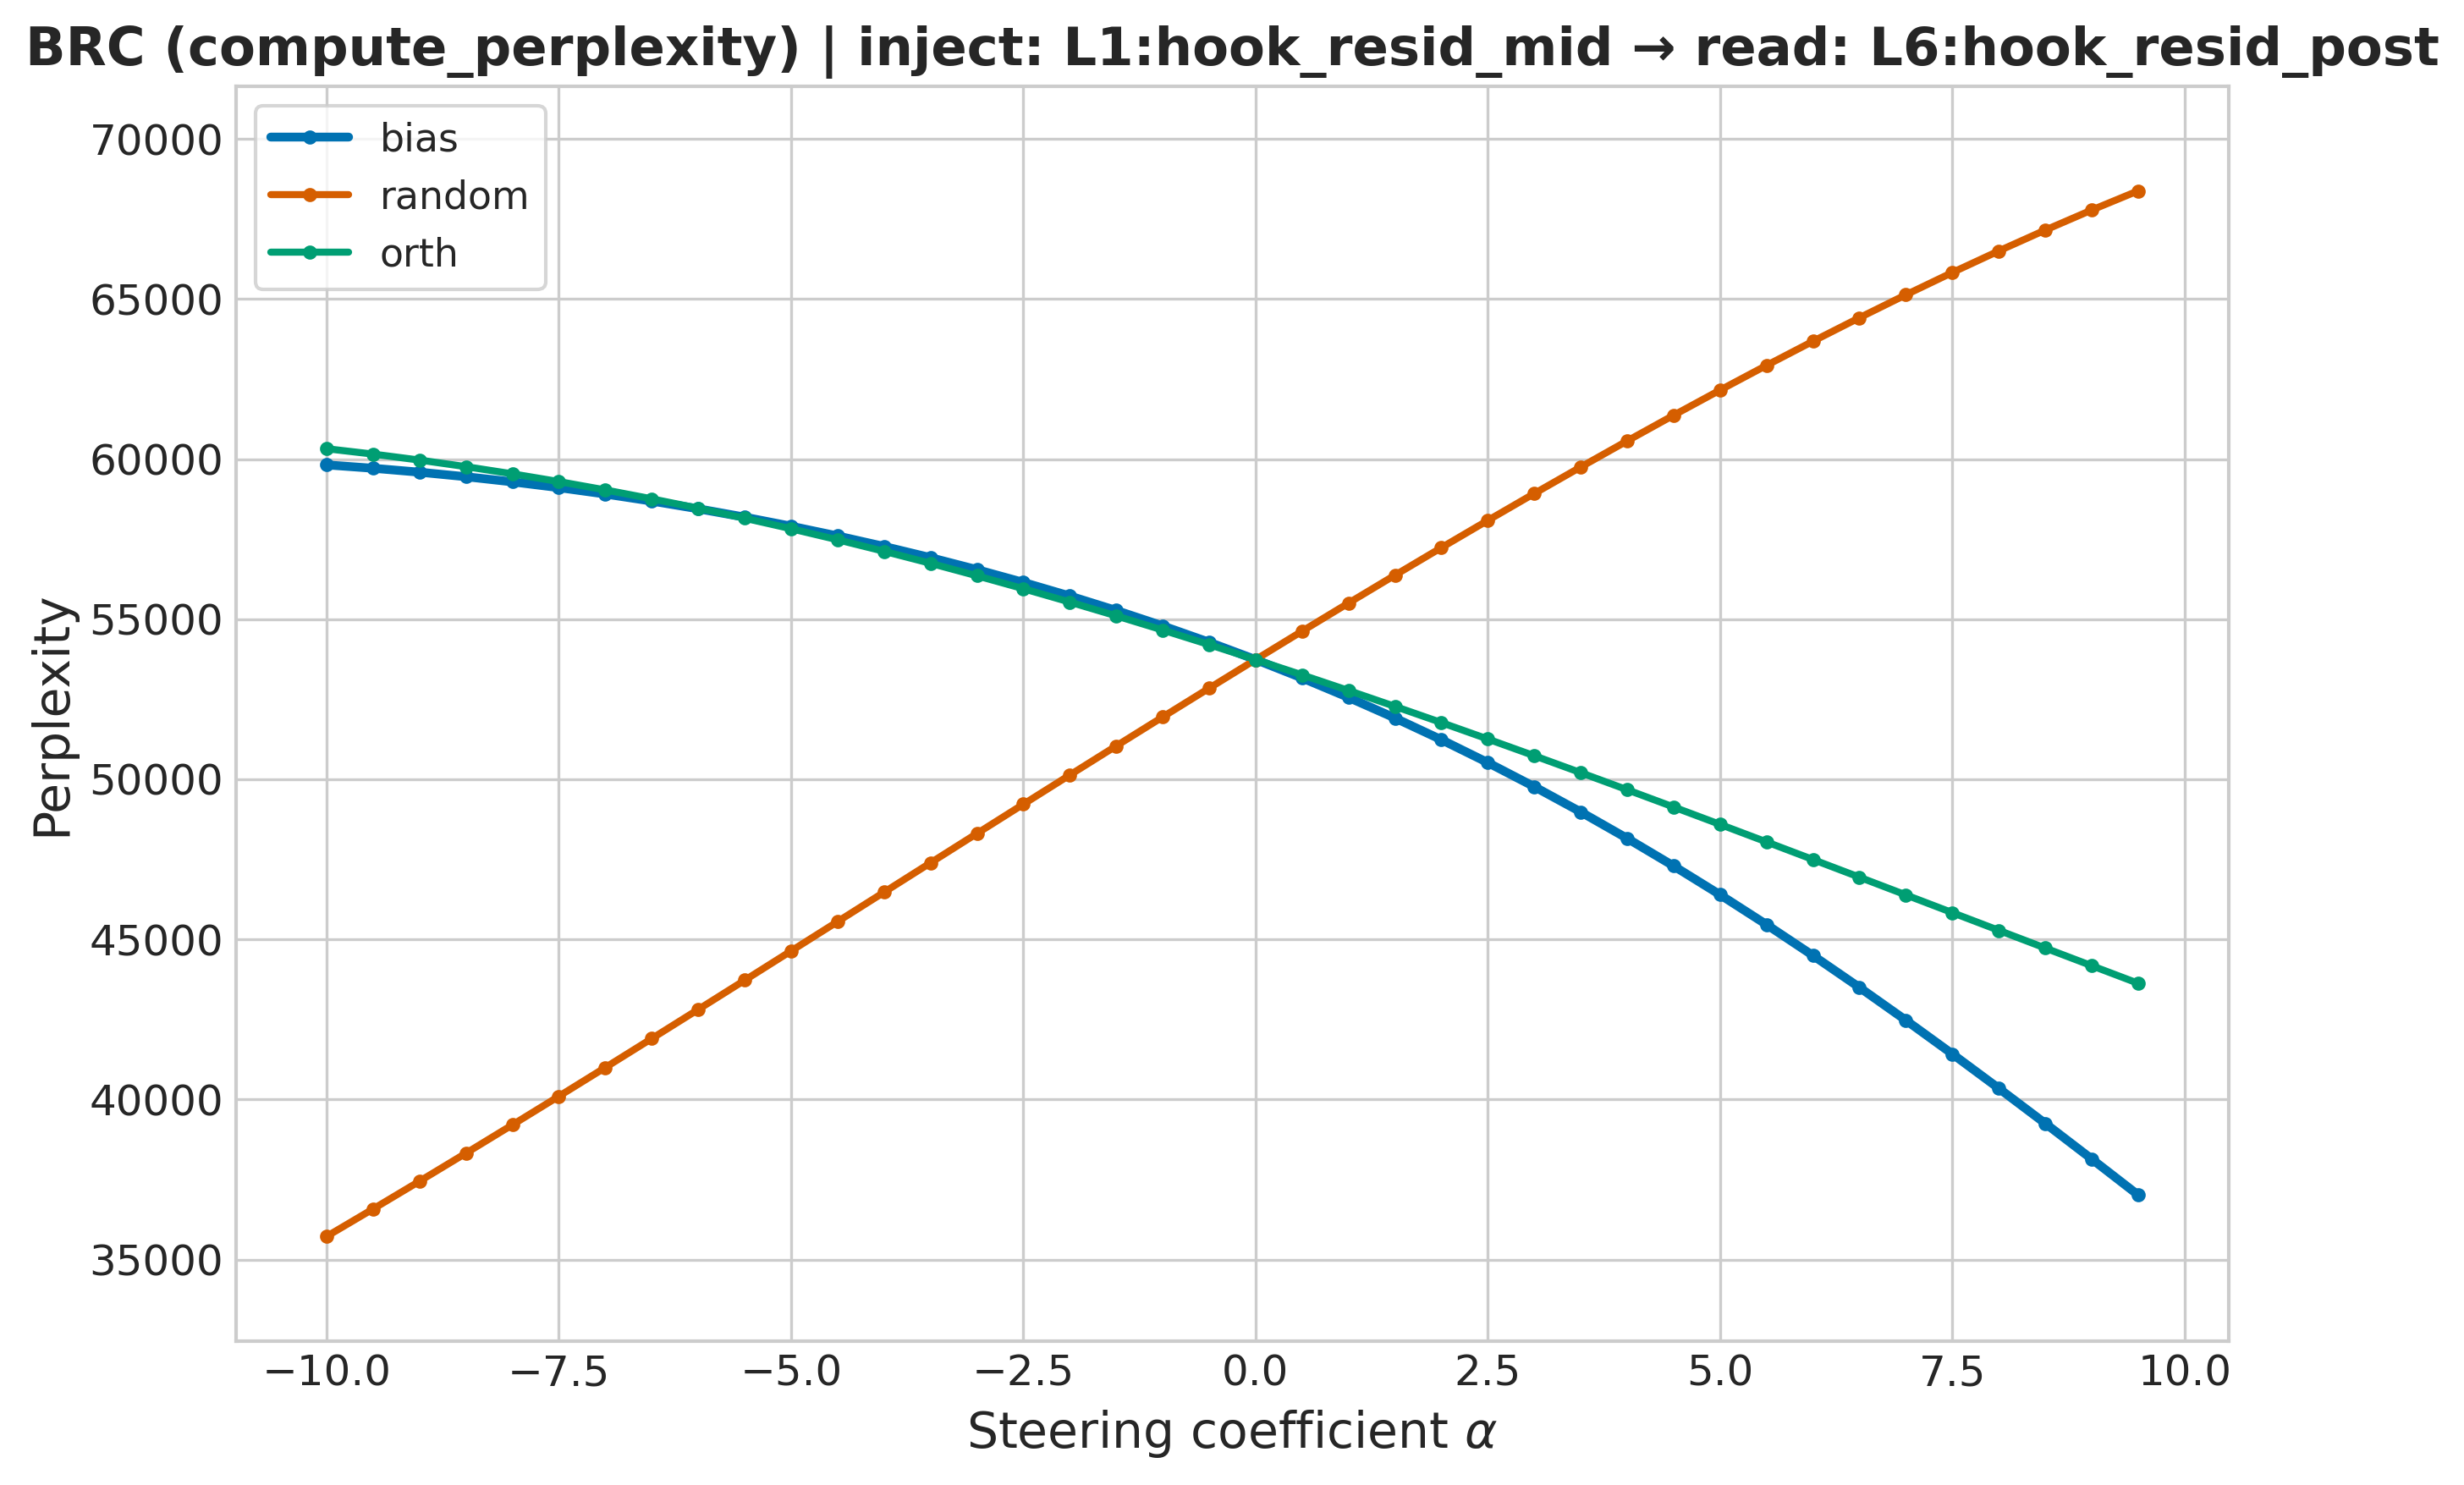 BRC (compute_perplexity) | inject: L1:hook_resid_mid → read: L6:hook_resid_post
bias
random
orth
Perplexity
70000
65000
60000
55000
50000
45000
40000
35000
−10.0 −7.5 −5.0 −2.5 0.0 2.5 5.0 7.5 10.0
Steering coefficient α